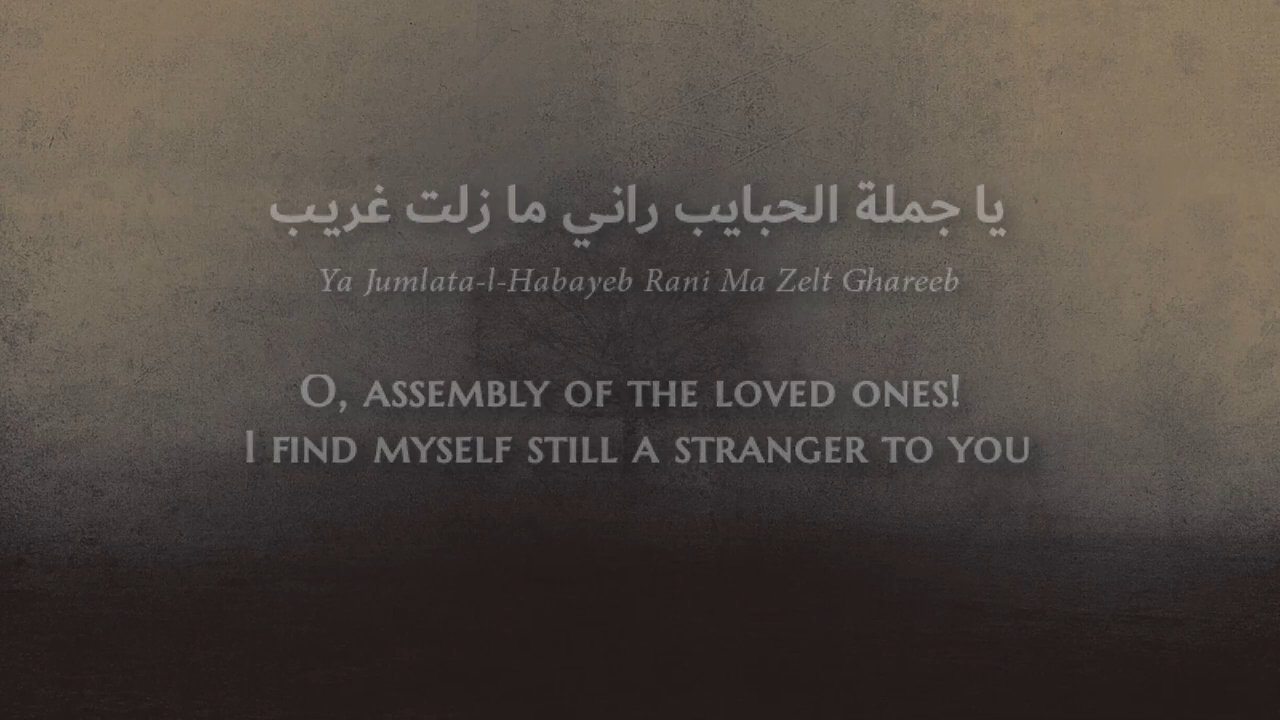 يا جملة الحبايب راني ما زلت غريب
Ya Jumlata-l-Habayeb Rani Ma Zelt Ghareeb
O, ASSEMBLY OF THE LOVED ONES!
I FIND MYSELF STILL A STRANGER TO YOU